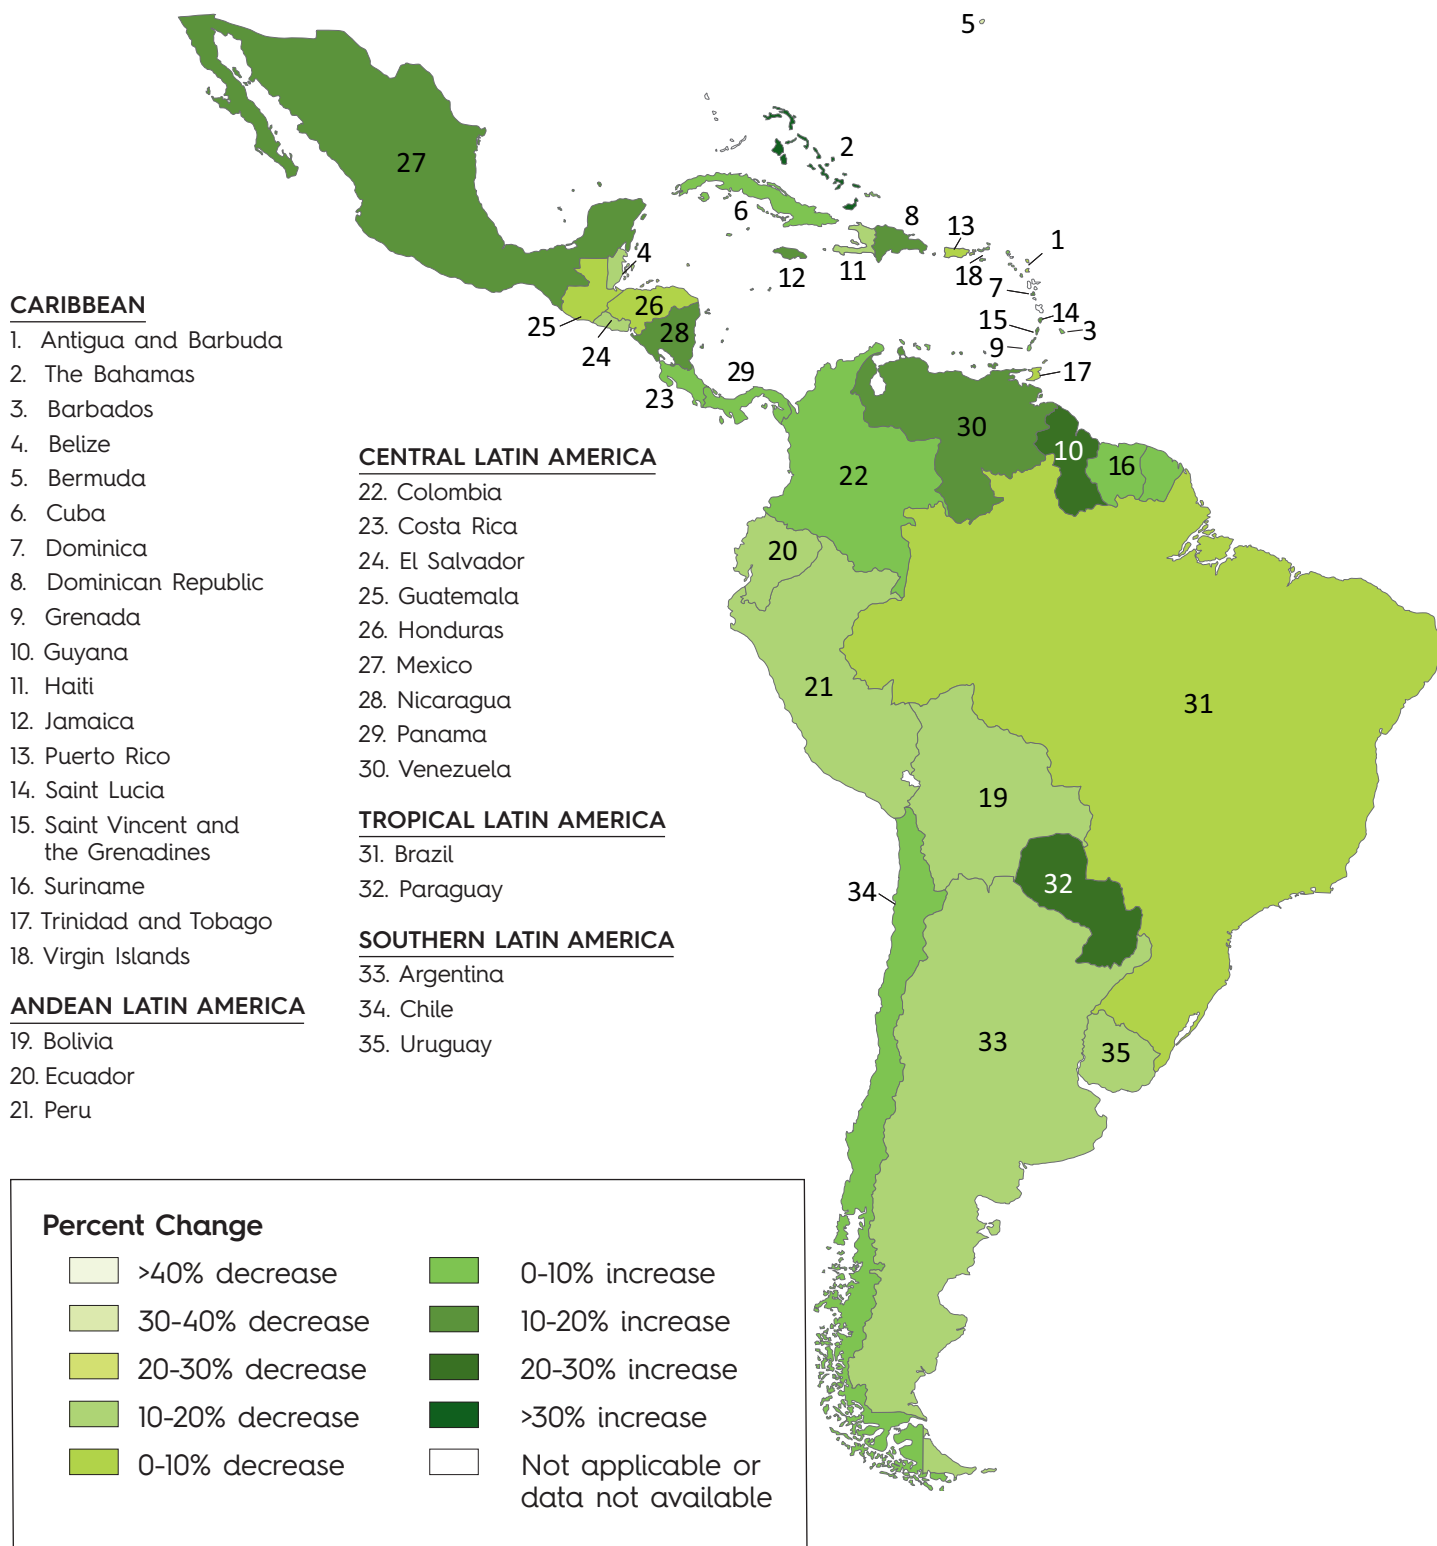 5
27
2
6
8
13
1
4
12
11
18
7
14
15
3
9
17
25
26
28
24
29
23
30
10
16
22
20
21
31
19
32
34
33
35
CARIBBEAN
1. Antigua and Barbuda
2. The Bahamas
3. Barbados
4. Belize
5. Bermuda
6. Cuba
7. Dominica
8. Dominican Republic
9. Grenada
10. Guyana
11. Haiti
12. Jamaica
13. Puerto Rico
14. Saint Lucia
15. Saint Vincent and
the Grenadines
16. Suriname
17. Trinidad and Tobago
18. Virgin Islands
ANDEAN LATIN AMERICA
19. Bolivia
20. Ecuador
21. Peru
CENTRAL LATIN AMERICA
22. Colombia
23. Costa Rica
24. El Salvador
25. Guatemala
26. Honduras
27. Mexico
28. Nicaragua
29. Panama
30. Venezuela
TROPICAL LATIN AMERICA
31. Brazil
32. Paraguay
SOUTHERN LATIN AMERICA
33. Argentina
34. Chile
35. Uruguay
Percent Change
>40% decrease
30-40% decrease
20-30% decrease
10-20% decrease
0-10% decrease
0-10% increase
10-20% increase
20-30% increase
>30% increase
Not applicable or
data not available